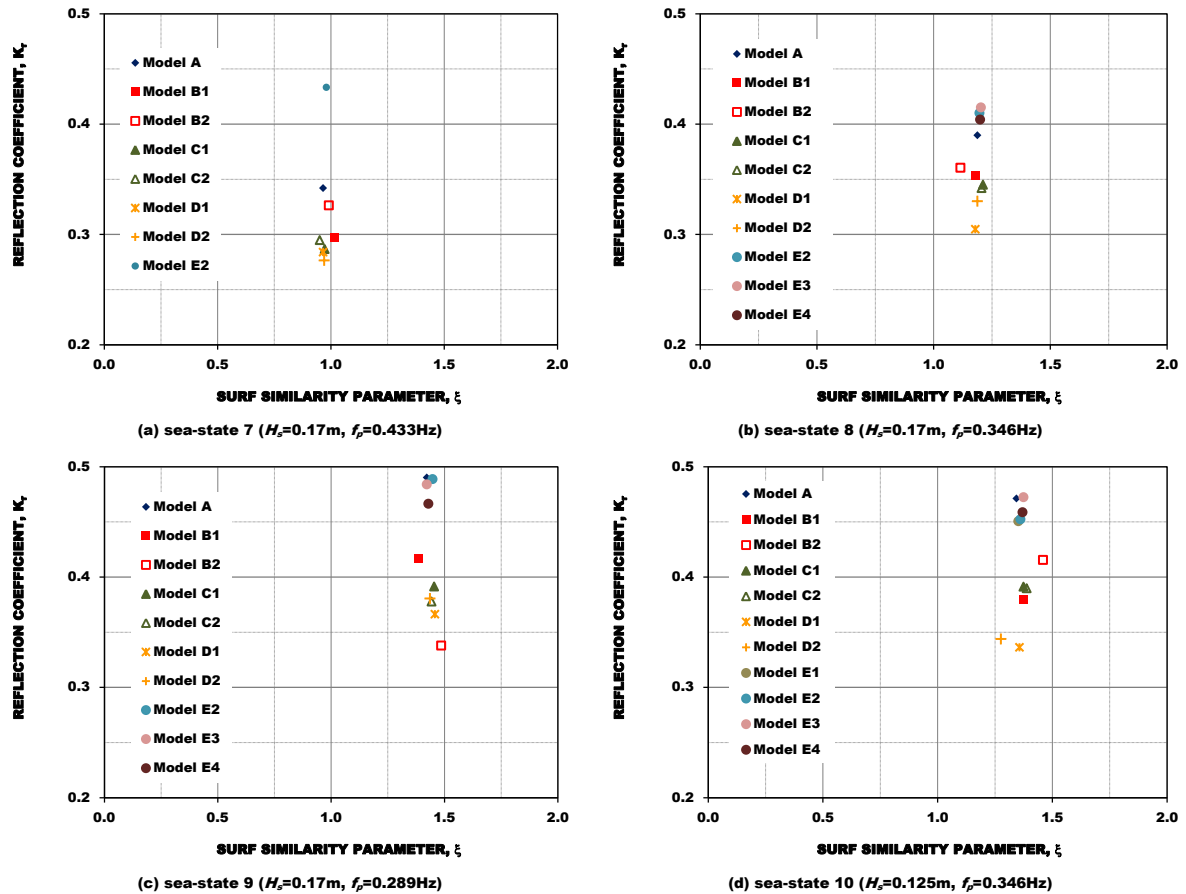 REFLECTION COEFFICIENT, Kr
0.5
0.4
0.3
0.2
Model A
Model B1
Model B2
Model C1
Model C2
Model D1
Model D2
Model E2
0.0
0.5
1.0
1.5
2.0
SURF SIMILARITY PARAMETER, ξ
(a) sea-state 7 (Hs=0.17m, fp=0.433Hz)
REFLECTION COEFFICIENT, Kr
0.5
0.4
0.3
0.2
Model A
Model B1
Model B2
Model C1
Model C2
Model D1
Model D2
Model E2
Model E3
Model E4
0.0
0.5
1.0
1.5
2.0
SURF SIMILARITY PARAMETER, ξ
(b) sea-state 8 (Hs=0.17m, fp=0.346Hz)
REFLECTION COEFFICIENT, Kr
0.5
0.4
0.3
0.2
Model A
Model B1
Model B2
Model C1
Model C2
Model D1
Model D2
Model E2
Model E3
Model E4
0.0
0.5
1.0
1.5
2.0
SURF SIMILARITY PARAMETER, ξ
(c) sea-state 9 (Hs=0.17m, fp=0.289Hz)
REFLECTION COEFFICIENT, Kr
0.5
0.4
0.3
0.2
Model A
Model B1
Model B2
Model C1
Model C2
Model D1
Model D2
Model E1
Model E2
Model E3
Model E4
0.0
0.5
1.0
1.5
2.0
SURF SIMILARITY PARAMETER, ξ
(d) sea-state 10 (Hs=0.125m, fp=0.346Hz)